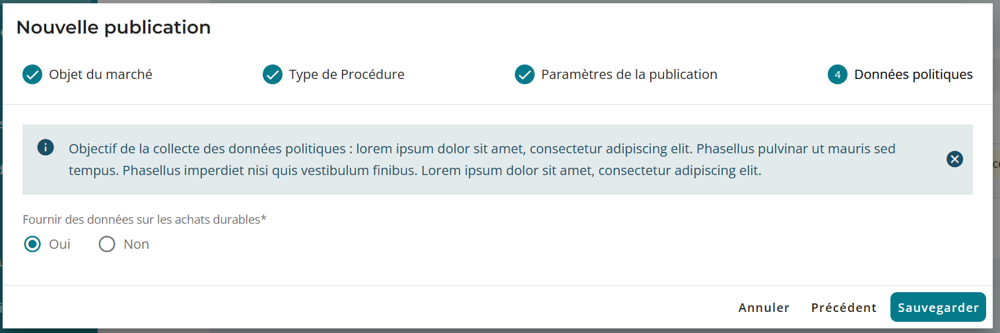 Nouvelle publication
Objet du marché
Type de Procédure
Paramètres de la publication
4 Données politiques
Objectif de la collecte des données politiques : lorem ipsum dolor sit amet, consectetur adipiscing elit. Phasellus pulvinar ut mauris sed
tempus. Phasellus imperdiet nisi quis vestibulum finibus. Lorem ipsum dolor sit amet, consectetur adipiscing elit.
Fournir des données sur les achats durables*
Oui Non
Annuler Précédent Sauvegarder